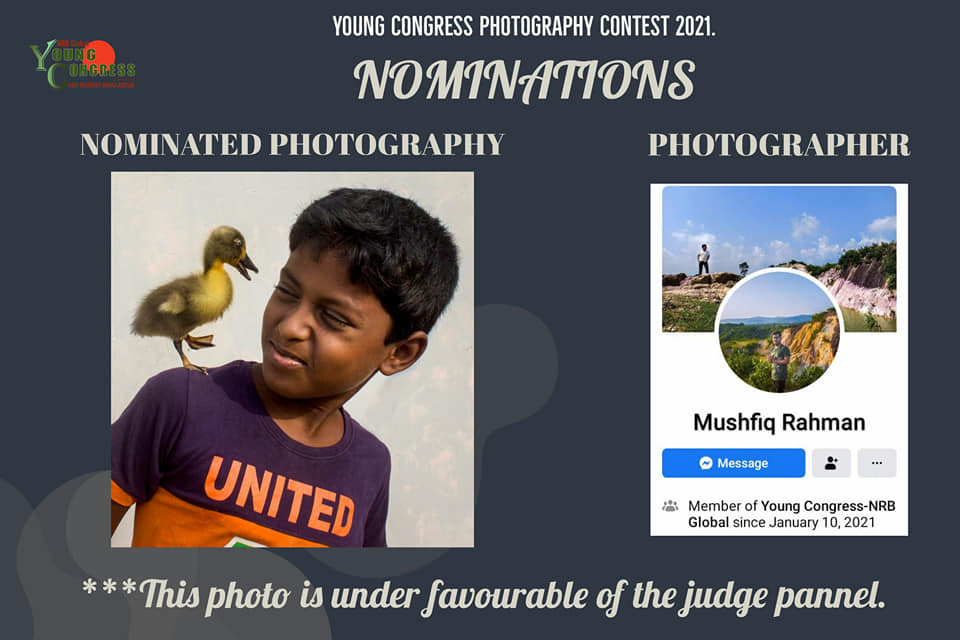 YOUNG CONGRESS PHOTOGRAPHY CONTEST 2021.
NOMINATIONS
YOUNG
CONGRESS
NOMINATED PHOTOGRAPHY
PHOTOGRAPHER
UNITED
Mushfiq Rahman
Message
Member of Young Congress-NRB
Global since January 10, 2021
***This photo is under favourable of the judge pannel.